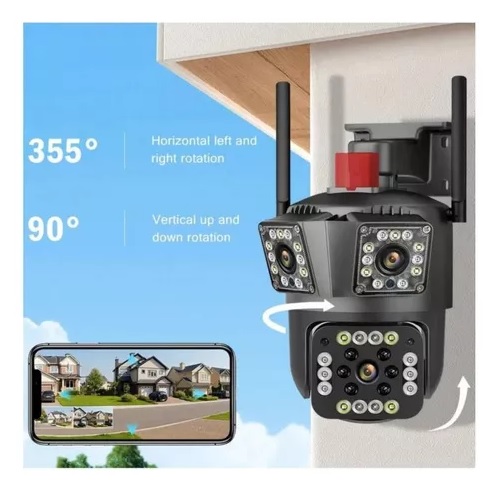 355°
Horizontal left and
right rotation
90°
Vertical up and
down rotation